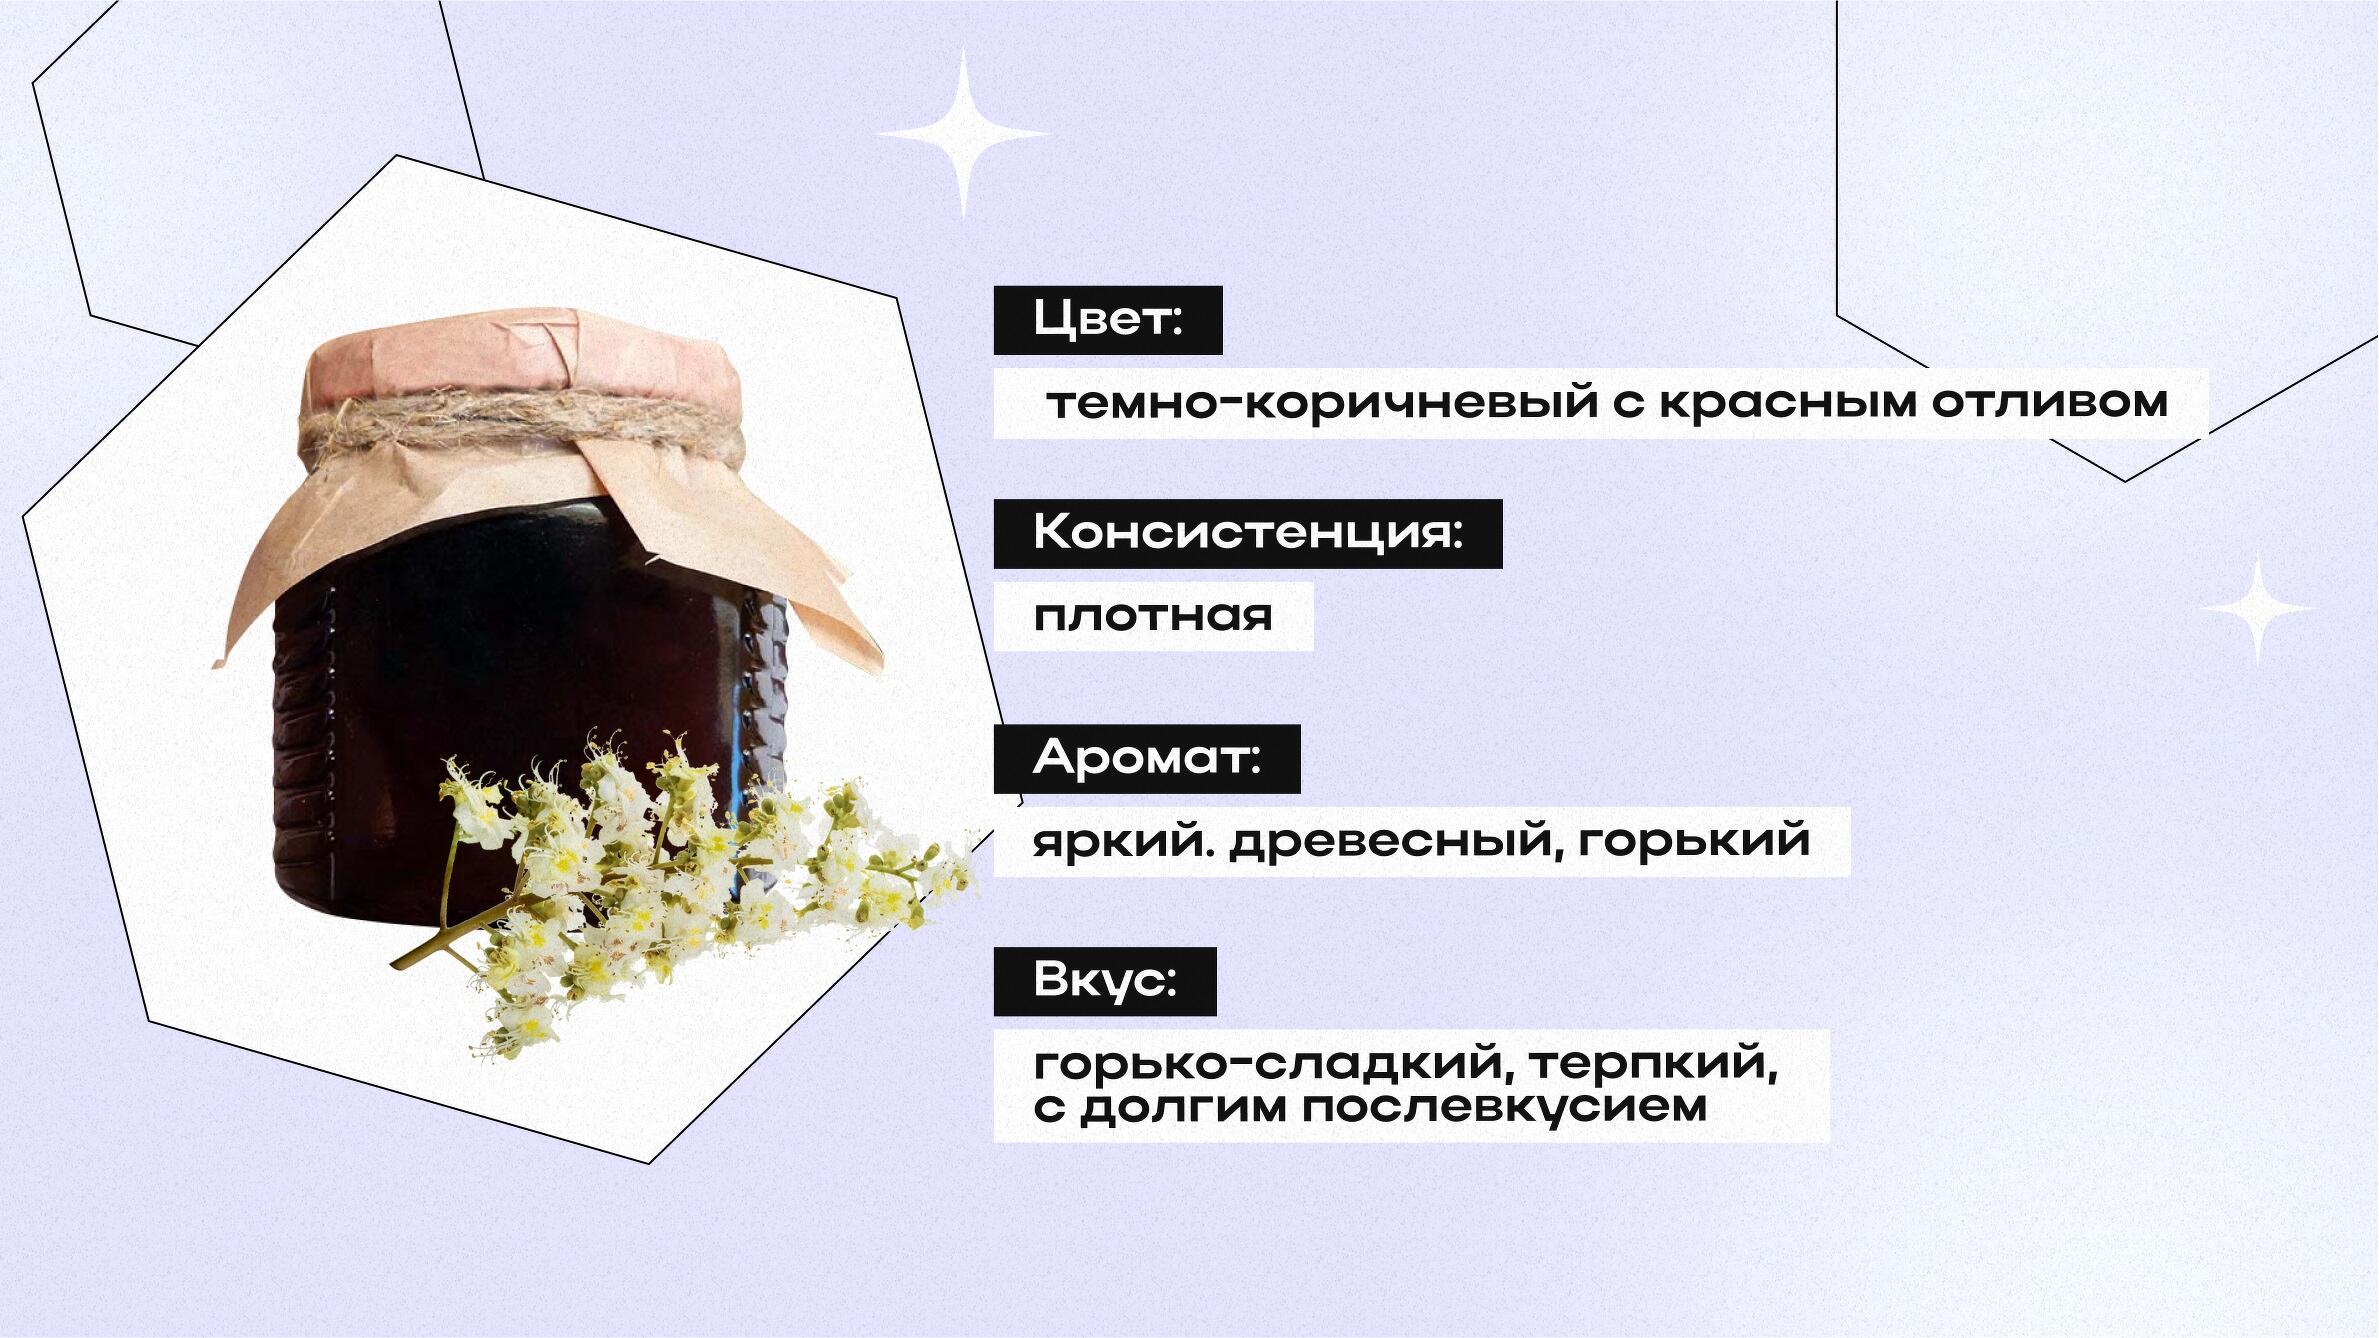 Цвет:
темно-коричневый с красным отливом
Консистенция:
плотная
Аромат:
яркий. древесный, горький
Вкус:
горько-сладкий, терпкий,
с долгим послевкусием